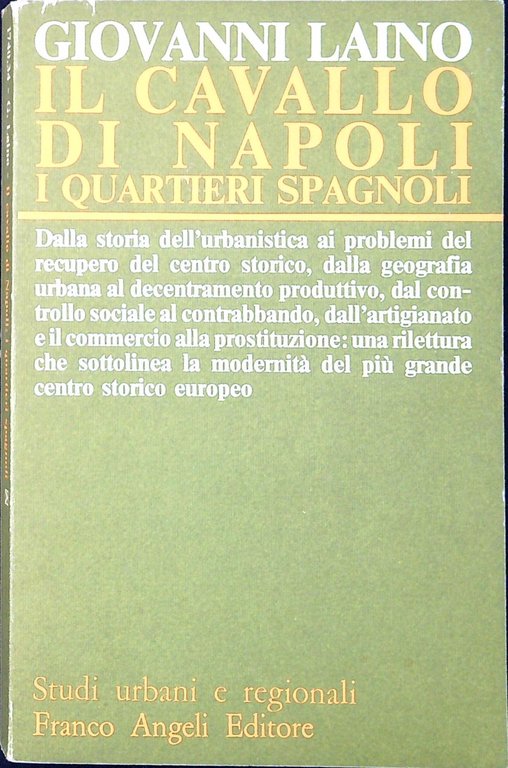 GIOVANNI LAINO
IL CAVALLO
DI NAPOLI
I QUARTIERI SPAGNOLI
Dalla storia dell'urbanistica ai problemi del
recupero del centro storico, dalla geografia
urbana al decentramento produttivo, dal con-
trollo sociale al contrabbando, dall'artigianato
e il commercio alla prostituzione: una rilettura
che sottolinea la modernità del più grande
centro storico europeo
Studi urbani e regionali
Franco Angeli Editore